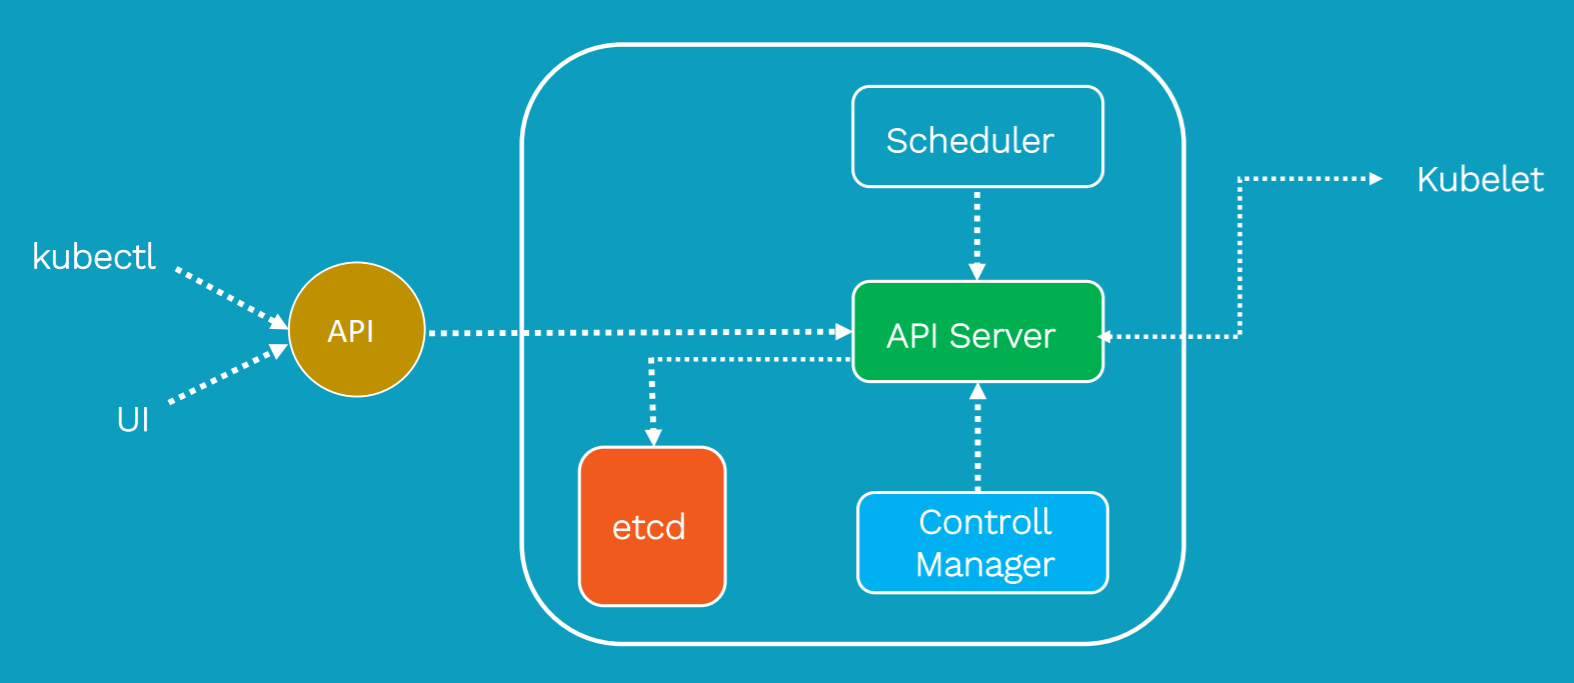 Scheduler
Kubelet
kubectl
API
API Server
UI
etcd
Controll
Manager